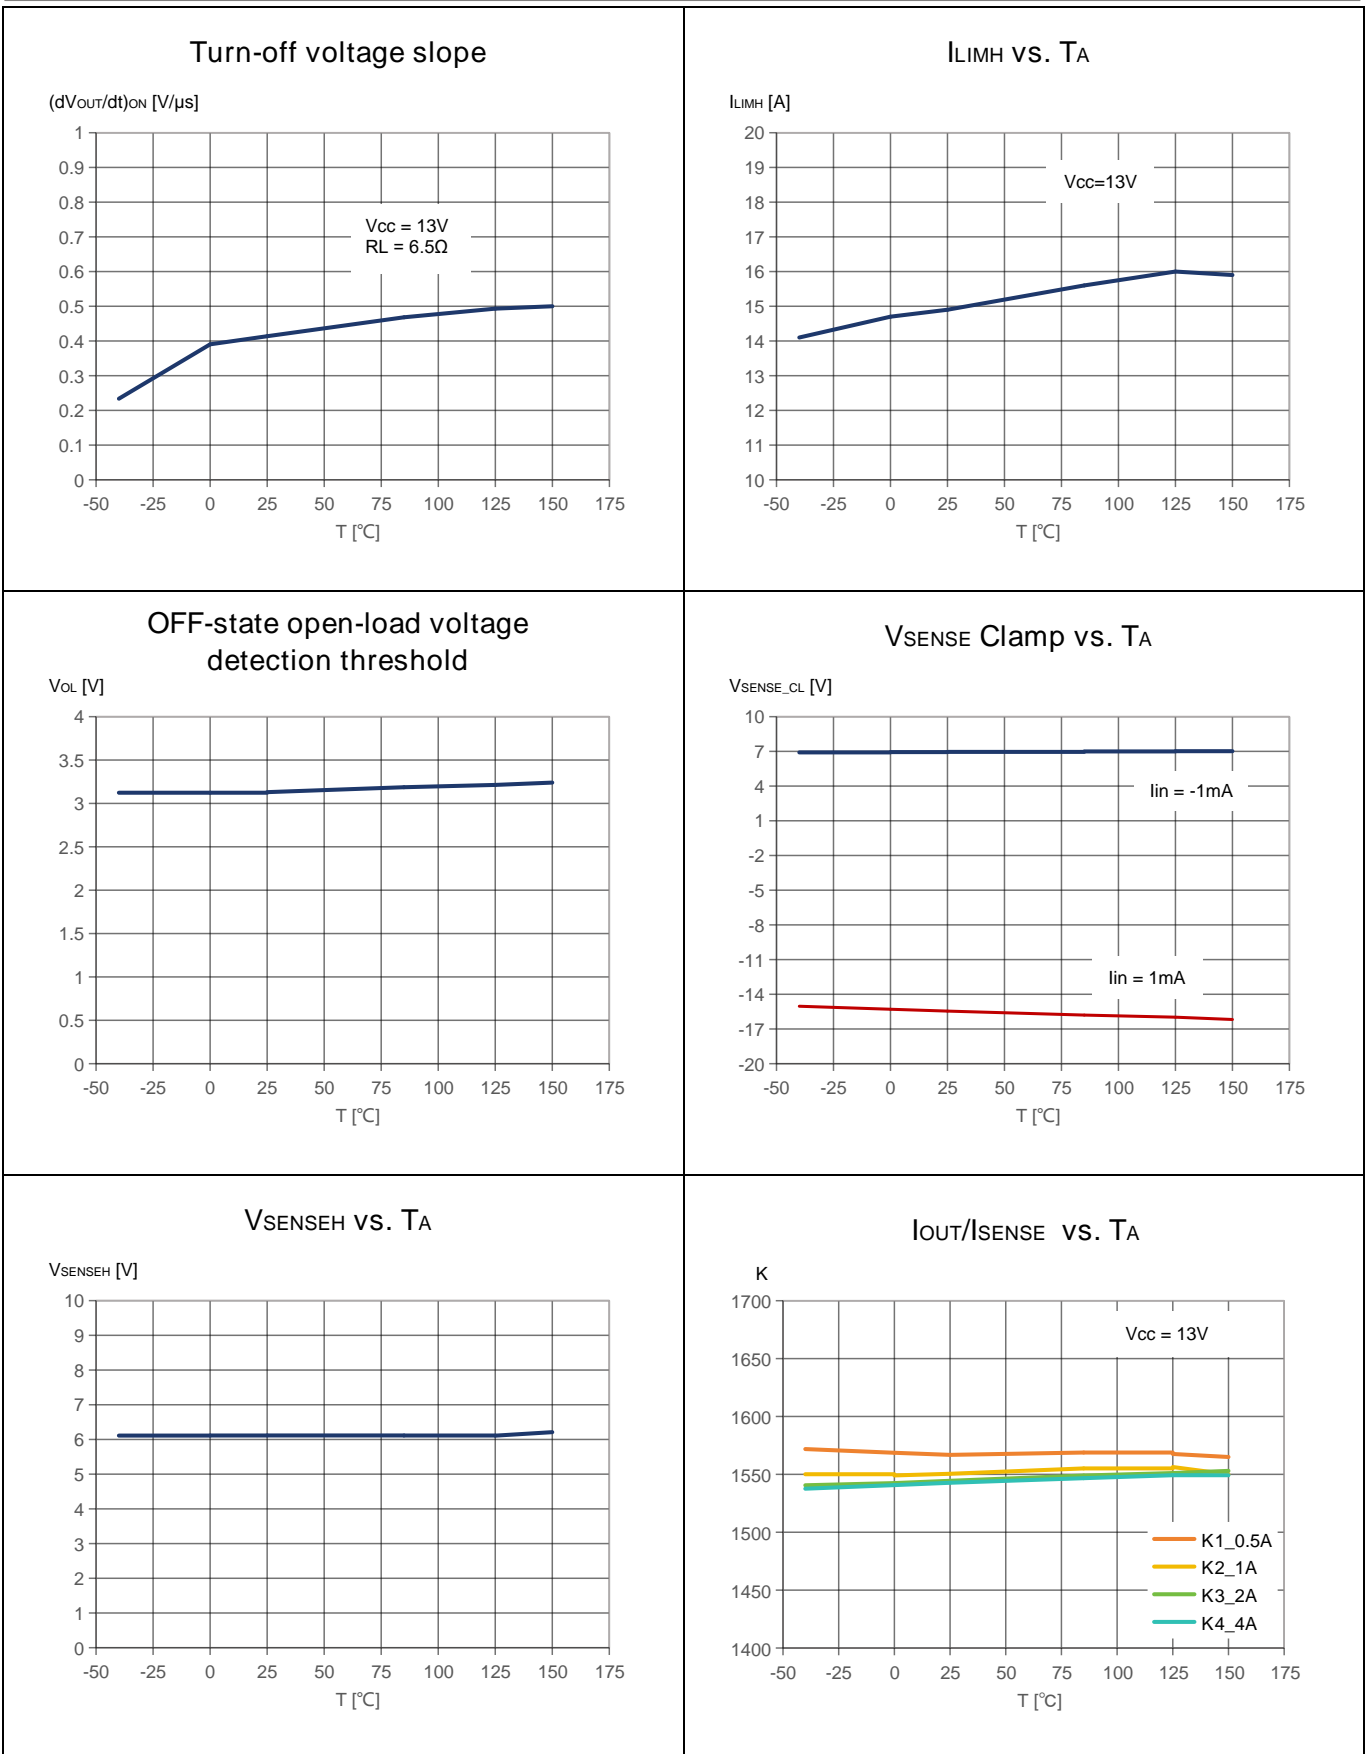 Turn-off voltage slope
(dVOUT/dt)ON [V/µs]
1
0.9
0.8
0.7
0.6
0.5
0.4
0.3
0.2
0.1
0
Vcc = 13V
RL = 6.5Ω
-50 -25 0 25 50 75 100 125 150 175
T [℃]
ILIMH vs. TA
ILIMH [A]
20
19
18
17
16
15
14
13
12
11
10
Vcc=13V
-50 -25 0 25 50 75 100 125 150 175
T [℃]
OFF-state open-load voltage
detection threshold
VOL [V]
4
3.5
3
2.5
2
1.5
1
0.5
0
-50 -25 0 25 50 75 100 125 150 175
T [℃]
VSENSE Clamp vs. TA
VSENSE_CL [V]
10
7
4
1
-2
-5
-8
-11
-14
-17
-20
Iin = -1mA
Iin = 1mA
-50 -25 0 25 50 75 100 125 150 175
T [℃]
VSENSEH vs. TA
VSENSEH [V]
10
9
8
7
6
5
4
3
2
1
0
-50 -25 0 25 50 75 100 125 150 175
T [℃]
IOUT/ISENSE vs. TA
K
1700
1650
1600
1550
1500
1450
1400
Vcc = 13V
K1_0.5A
K2_1A
K3_2A
K4_4A
-50 -25 0 25 50 75 100 125 150 175
T [℃]